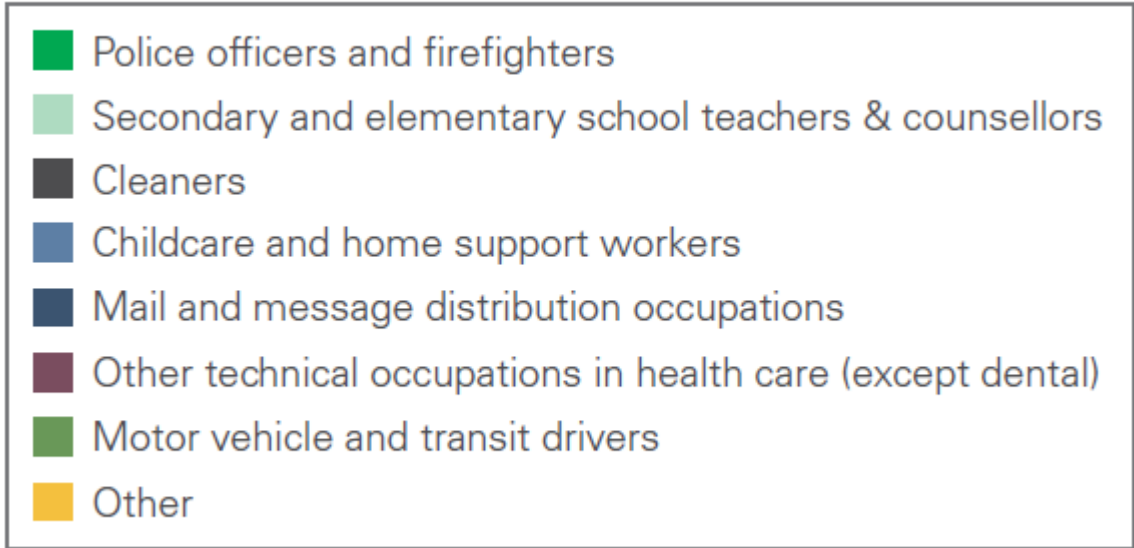 Police officers and firefighters
Secondary and elementary school teachers & counsellors
Cleaners
Childcare and home support workers
Mail and message distribution occupations
Other technical occupations in health care (except dental)
Motor vehicle and transit drivers
Other